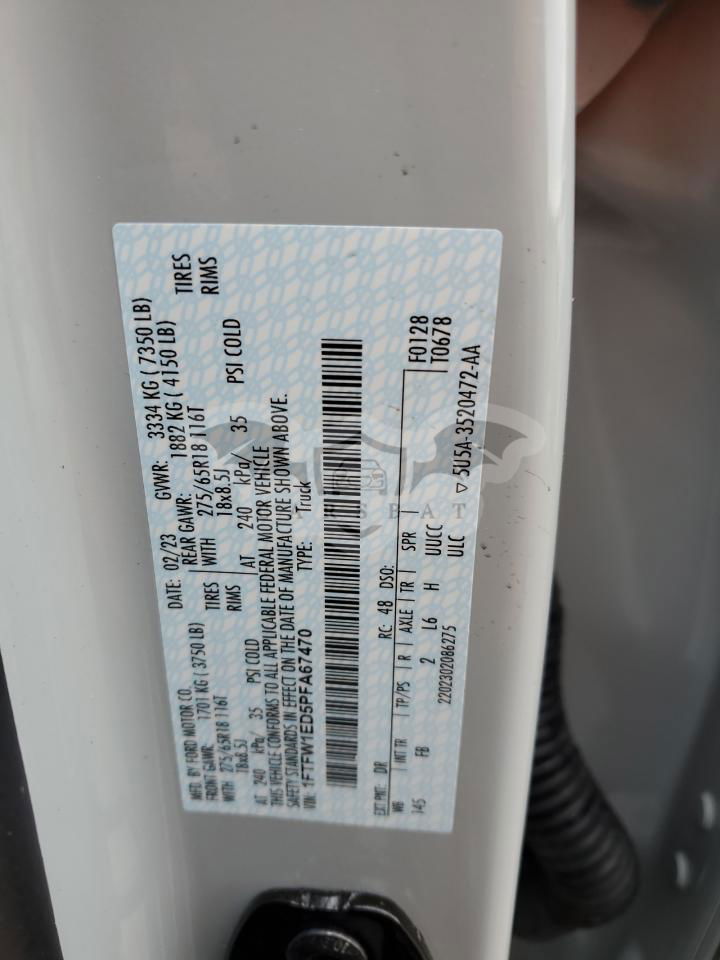 MFD. BY FORD MOTOR CO.
DATE: 02/23 GVWR: 3334 KG ( 7350 LB)
FRONT GAWR: 1701 KG ( 3750 LB) REAR GAWR: 1882 KG ( 4150 LB)
WITH 275/65R18 116T TIRES WITH 275/65R18 116T TIRES
18x8.5J RIMS 18x8.5J RIMS
AT 240 kPa/ 35 PSI COLD AT 240 kPa/ 35 PSI COLD
THIS VEHICLE CONFORMS TO ALL APPLICABLE FEDERAL MOTOR VEHICLE
SAFETY STANDARDS IN EFFECT ON THE DATE OF MANUFACTURE SHOWN ABOVE.
VIN: 1FTFW1ED5PFA67470 TYPE: Truck
EXT PNT: DR RC: 48 DSO: F0128
WB INT TR TP/PS R AXLE TR SPR T0678
145 FB 2 L6 H UUCC
2202302086275 ULC ▽ 5U5A-3520472-AA